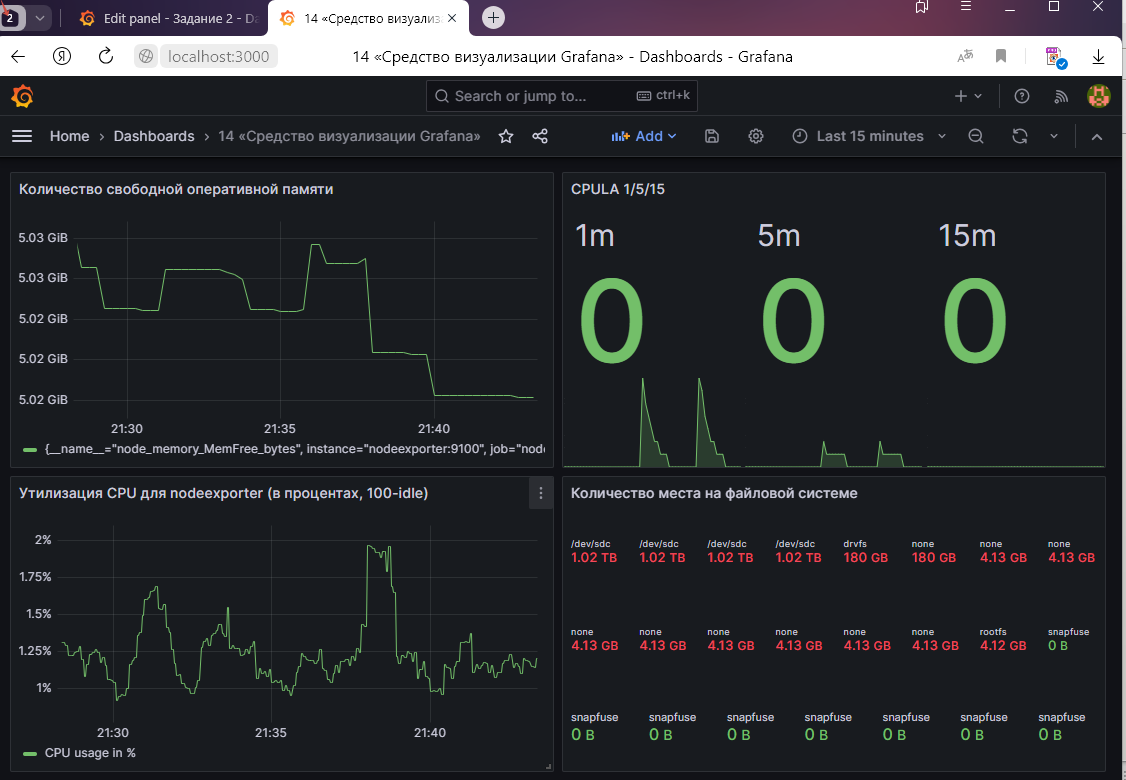 2
Edit panel - Задание 2 - Da
14 «Средство визуализ
localhost:3000
14 «Средство визуализации Grafana» - Dashboards - Grafana
Search or jump to...
ctrl+k
Home > Dashboards > 14 «Средство визуализации Grafana»
Add
Last 15 minutes
Количество свободной оперативной памяти
5.03 GiB
5.03 GiB
5.02 GiB
5.02 GiB
5.02 GiB
21:30 21:35 21:40
{__name__="node_memory_MemFree_bytes", instance="nodeexporter:9100", job="node
CPULA 1/5/15
1m 5m 15m
0 0 0
Утилизация CPU для nodeexporter (в процентах, 100-idle)
2%
1.75%
1.5%
1.25%
1%
21:30 21:35 21:40
CPU usage in %
Количество места на файловой системе
/dev/sdc /dev/sdc /dev/sdc /dev/sdc drvfs none none none
1.02 TB 1.02 TB 1.02 TB 1.02 TB 180 GB 180 GB 4.13 GB 4.13 GB
none none none none none none rootfs snapfuse
4.13 GB 4.13 GB 4.13 GB 4.13 GB 4.13 GB 4.13 GB 4.12 GB 0 B
snapfuse snapfuse snapfuse snapfuse snapfuse snapfuse snapfuse
0 B 0 B 0 B 0 B 0 B 0 B 0 B